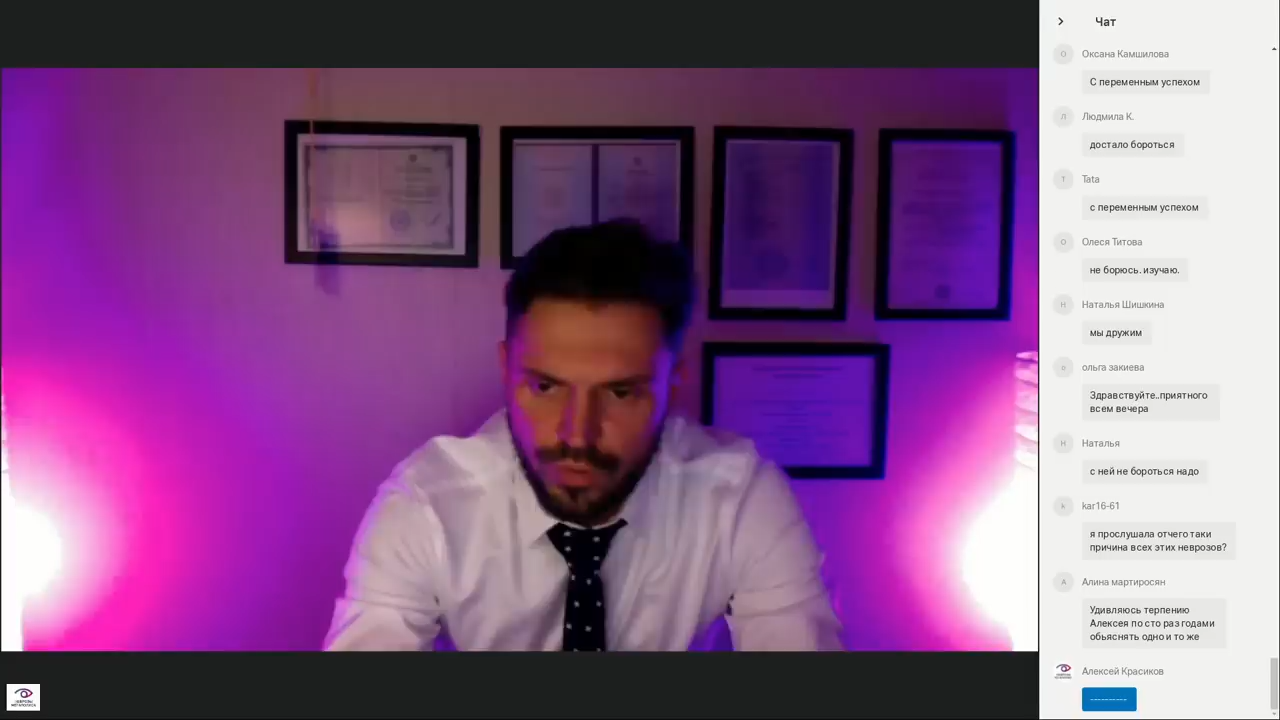 Чат
Оксана Камшилова
С переменным успехом
Людмила К.
достало бороться
Tata
с переменным успехом
Олеся Титова
не борюсь. изучаю.
Наталья Шишкина
мы дружим
ольга закиева
Здравствуйте..приятного
всем вечера
Наталья
с ней не бороться надо
kar16-61
я прослушала отчего таки
причина всех этих неврозов?
Алина мартиросян
Удивляюсь терпению
Алексея по сто раз годами
обьяснять одно и то же
Алексей Красиков
-----------